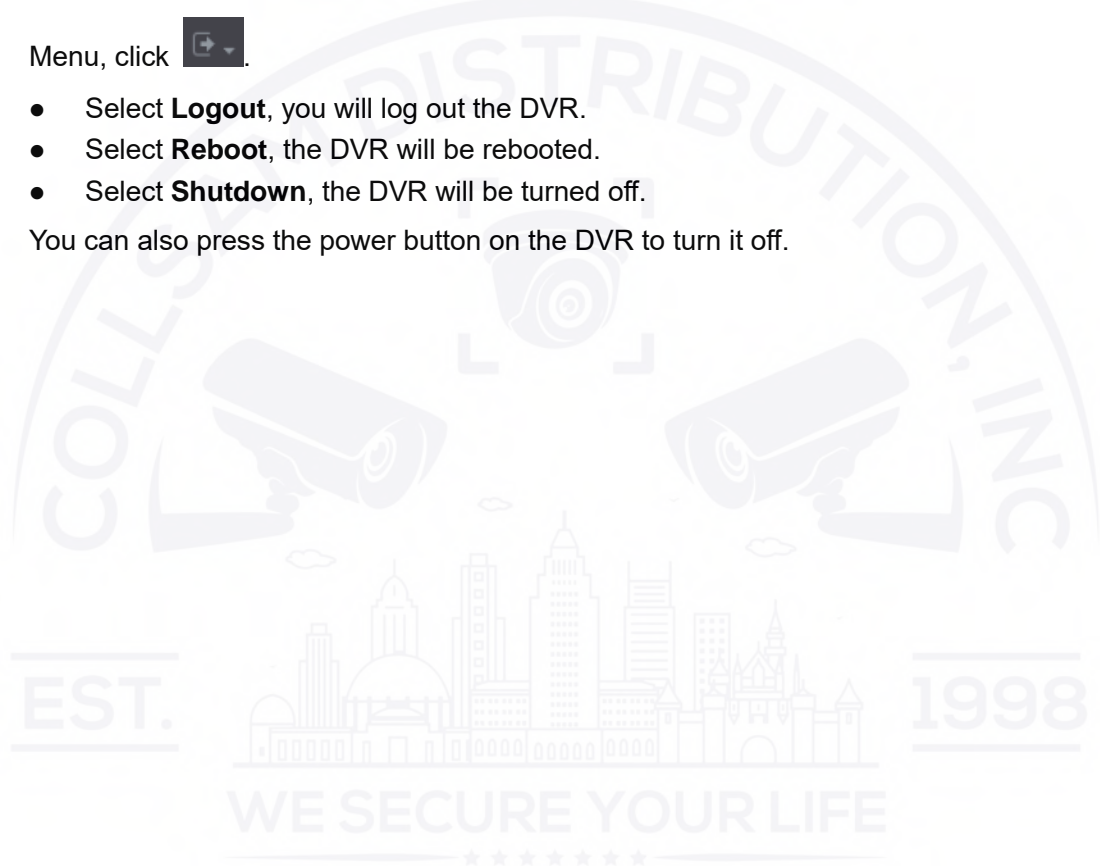 Menu, click .
● Select Logout, you will log out the DVR.
● Select Reboot, the DVR will be rebooted.
● Select Shutdown, the DVR will be turned off.
You can also press the power button on the DVR to turn it off.
COLLSAM DISTRIBUTION, INC
EST. 1998
WE SECURE YOUR LIFE